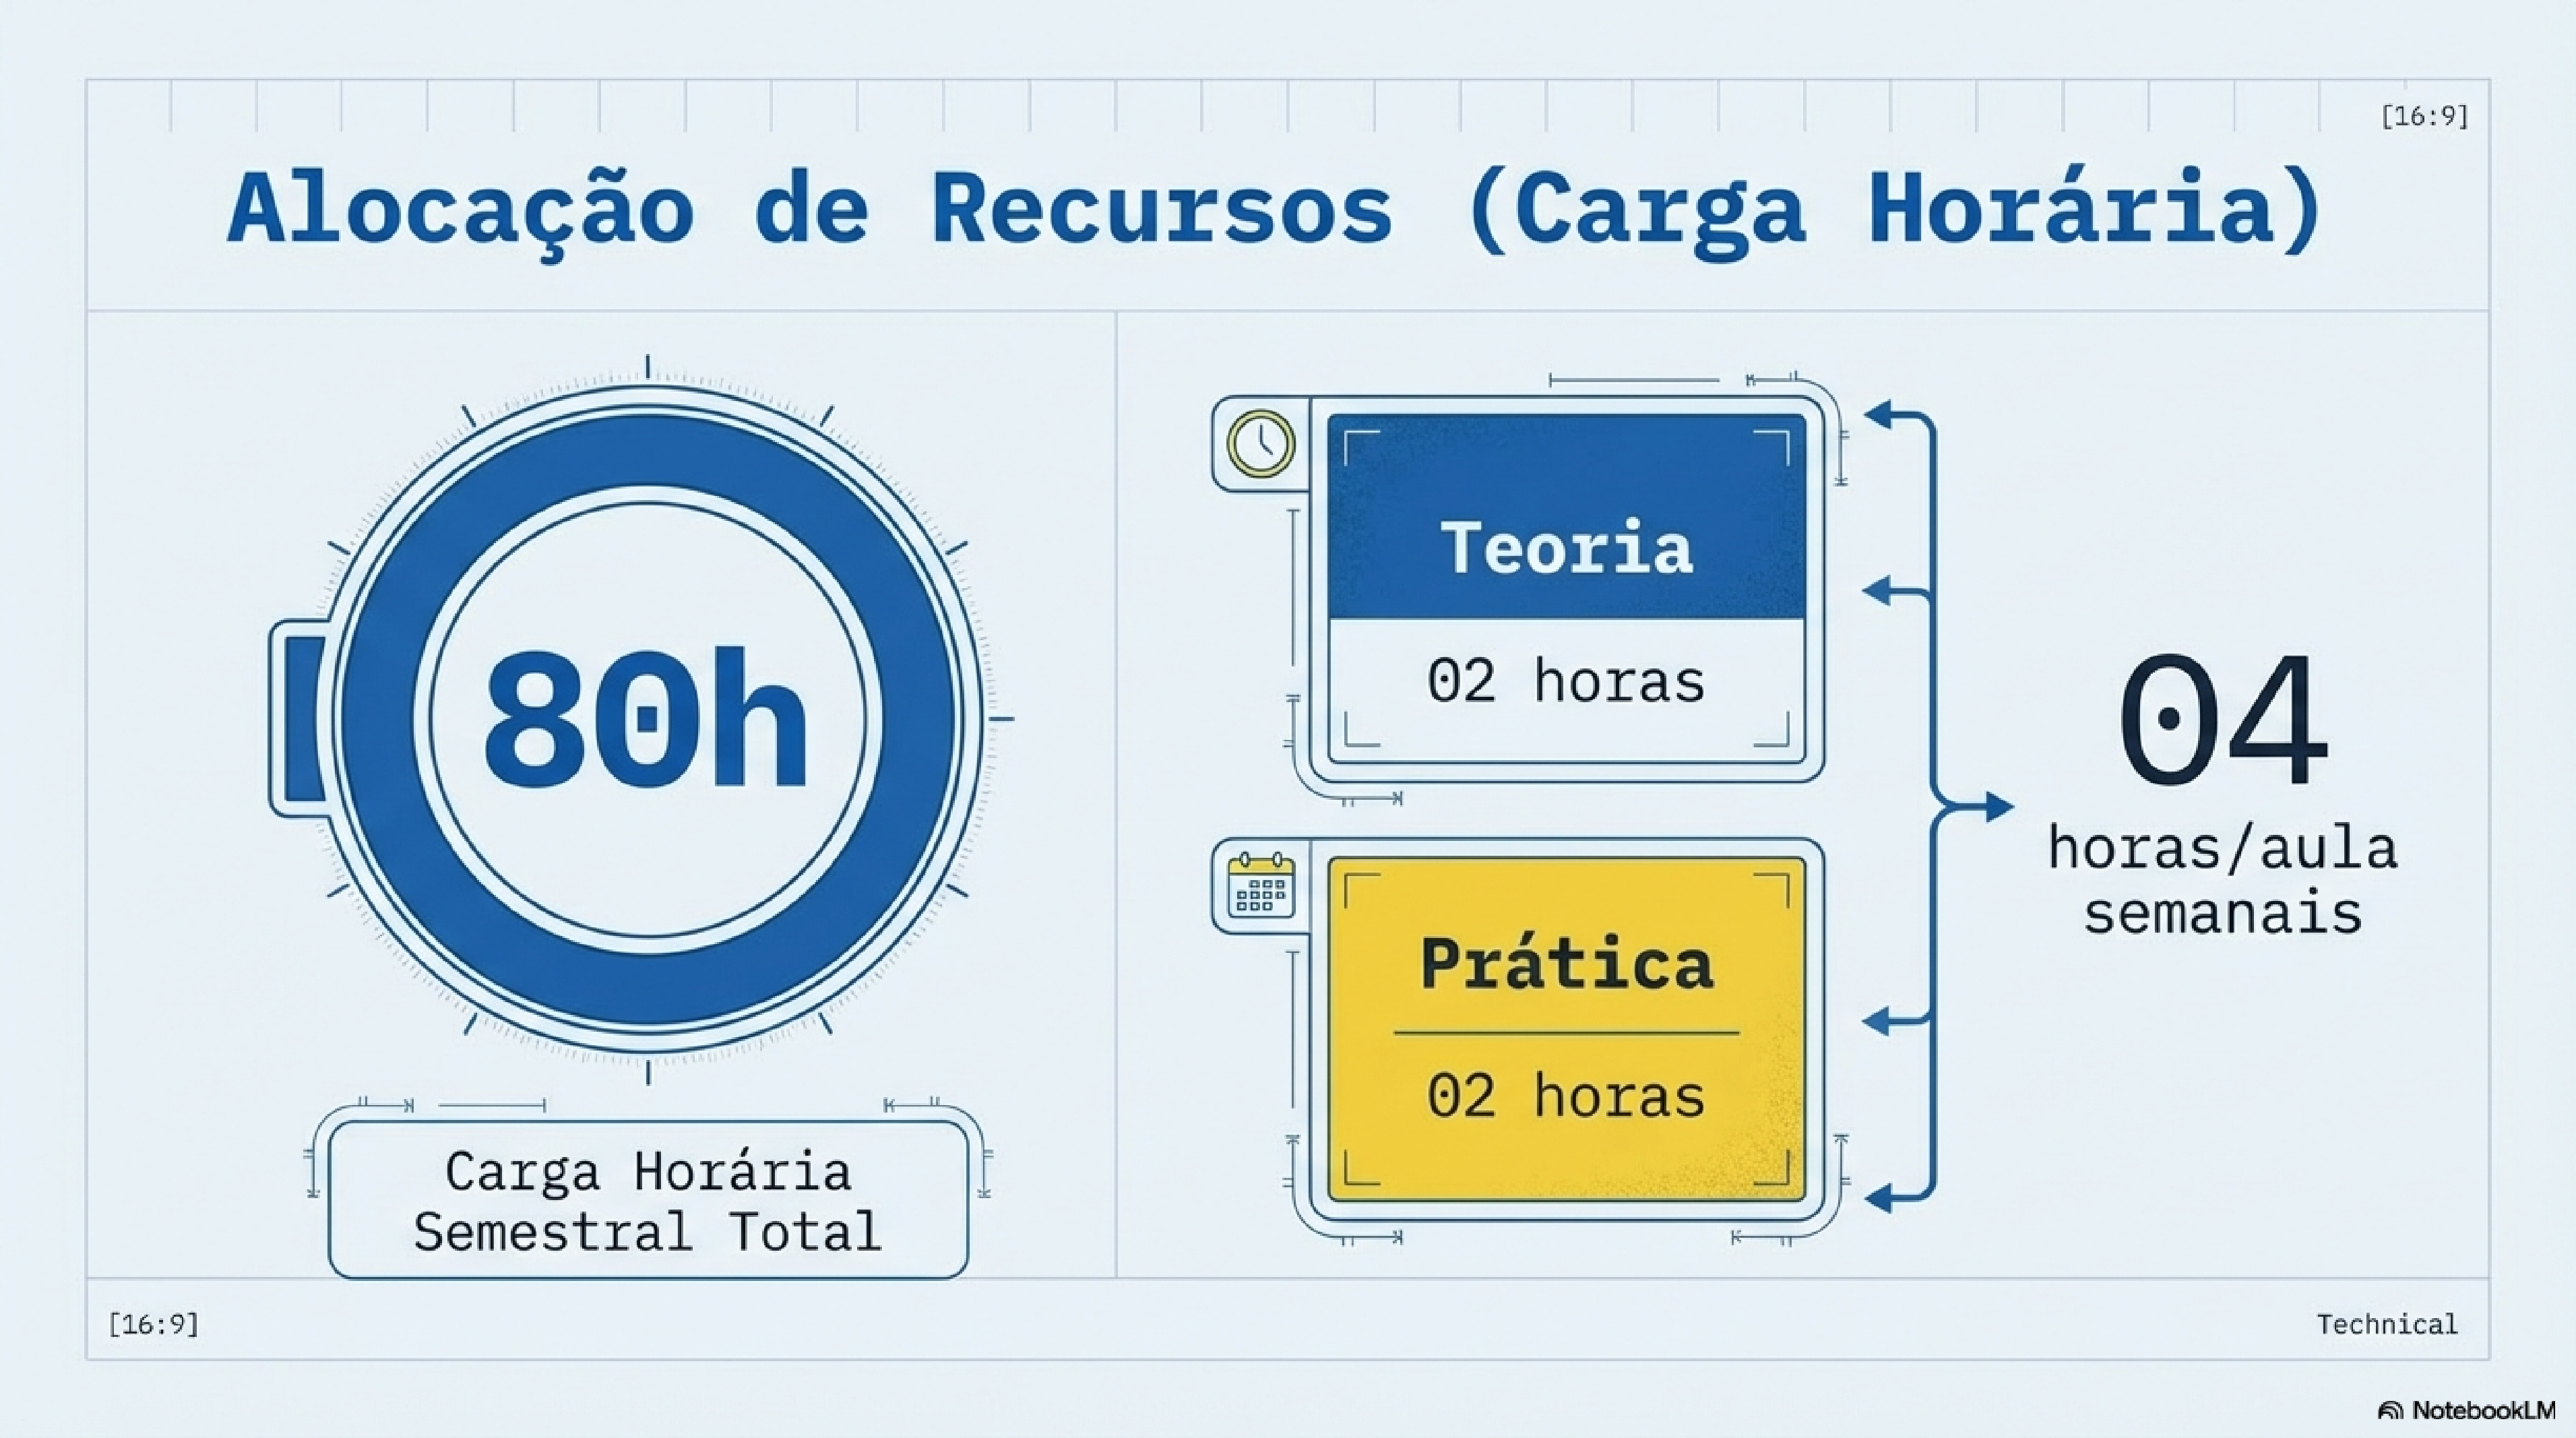 [16:9]
Alocação de Recursos (Carga Horária)
80h
Carga Horária
Semestral Total
Teoria
02 horas
Prática
02 horas
04
horas/aula
semanais
[16:9]
Technical
NotebookLM